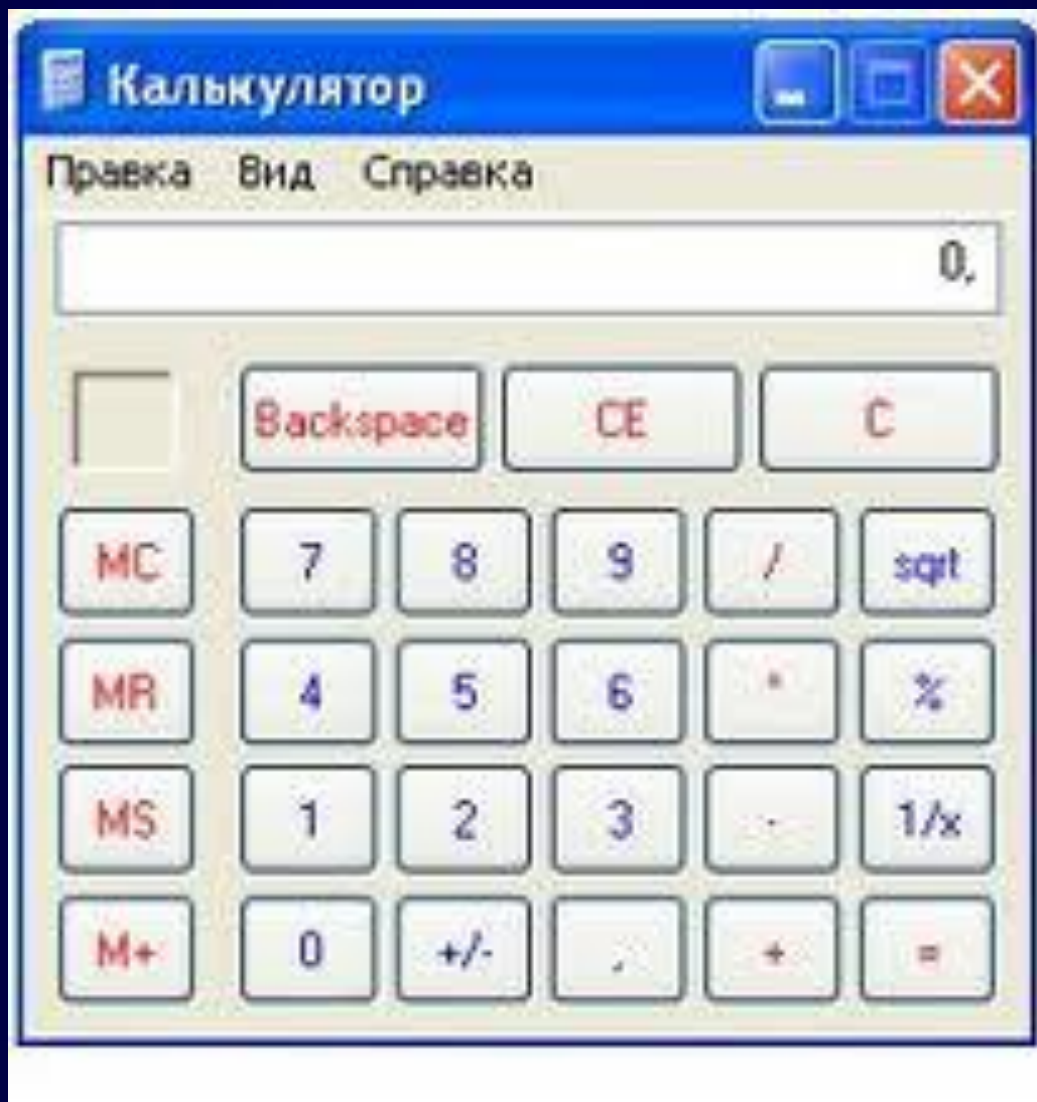 Калькулятор
Правка Вид Справка
0,
Backspace CE C
MC 7 8 9 / sqrt
MR 4 5 6 * %
MS 1 2 3 - 1/x
M+ 0 +/- , + =